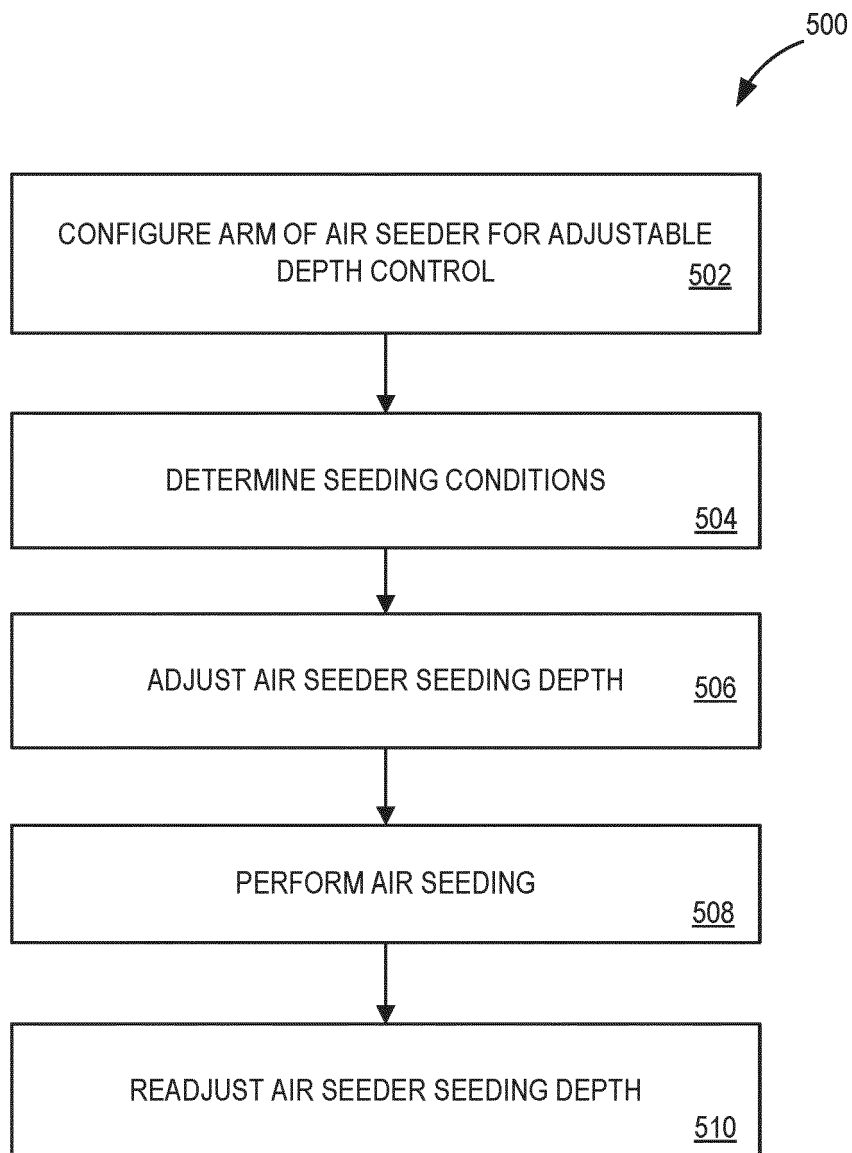 500
CONFIGURE ARM OF AIR SEEDER FOR ADJUSTABLE
DEPTH CONTROL 502
DETERMINE SEEDING CONDITIONS
504
ADJUST AIR SEEDER SEEDING DEPTH 506
PERFORM AIR SEEDING
508
READJUST AIR SEEDER SEEDING DEPTH
510